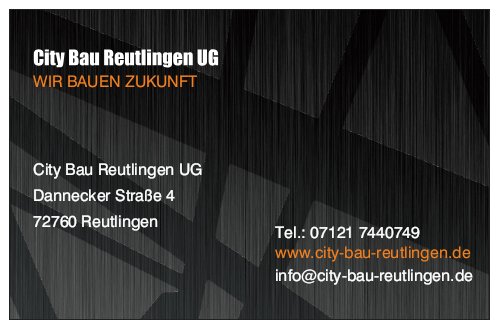 City Bau Reutlingen UG
WIR BAUEN ZUKUNFT
City Bau Reutlingen UG
Dannecker Straße 4
72760 Reutlingen
Tel.: 07121 7440749
www.city-bau-reutlingen.de
info@city-bau-reutlingen.de